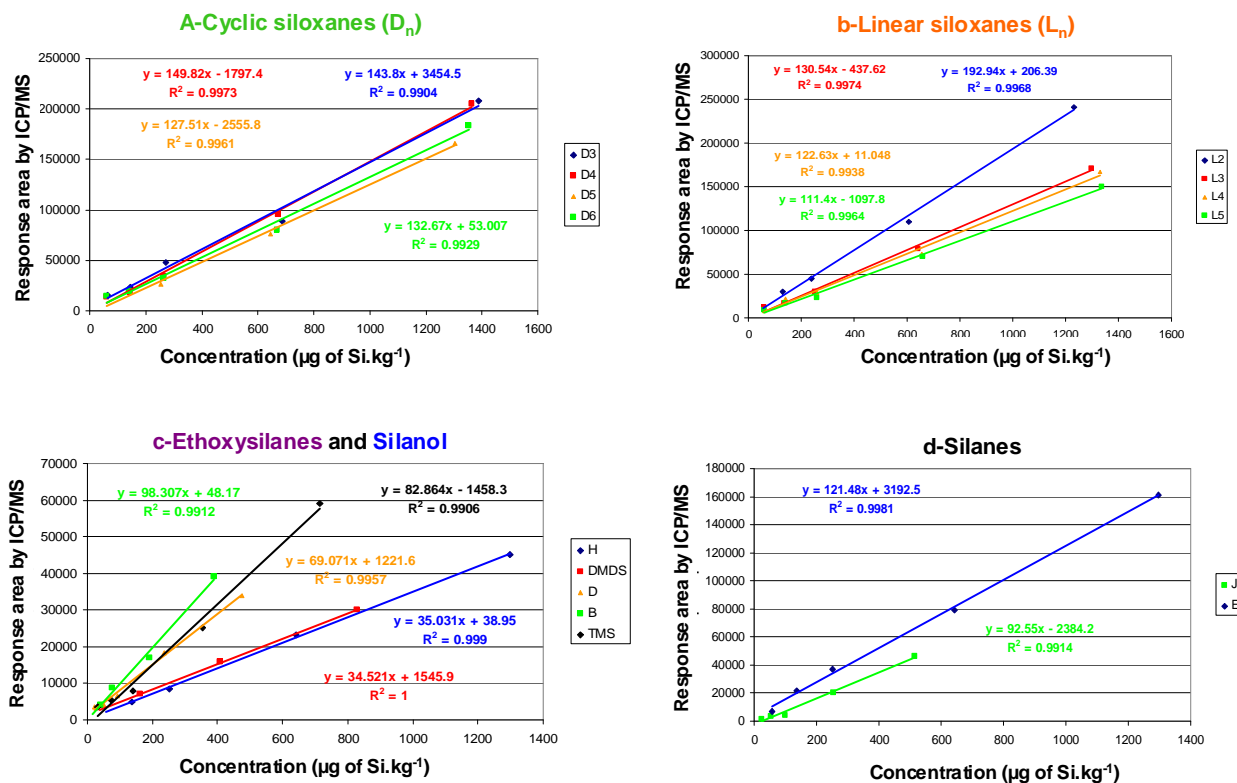 A-Cyclic siloxanes (Dn)
250000
200000
150000
100000
50000
0
Response area by ICP/MS
y = 149.82x - 1797.4
R2 = 0.9973
y = 143.8x + 3454.5
R2 = 0.9904
y = 127.51x - 2555.8
R2 = 0.9961
y = 132.67x + 53.007
R2 = 0.9929
D3
D4
D5
D6
0 200 400 600 800 1000 1200 1400 1600
Concentration (µg of Si.kg-1)
b-Linear siloxanes (Ln)
300000
250000
200000
150000
100000
50000
0
Response area by ICP/MS
y = 130.54x - 437.62
R2 = 0.9974
y = 192.94x + 206.39
R2 = 0.9968
y = 122.63x + 11.048
R2 = 0.9938
y = 111.4x - 1097.8
R2 = 0.9964
L2
L3
L4
L5
0 200 400 600 800 1000 1200 1400 1600
Concentration (µg of Si.kg-1)
c-Ethoxysilanes and Silanol
70000
60000
50000
40000
30000
20000
10000
0
Response area by ICP/MS
y = 98.307x + 48.17
R2 = 0.9912
y = 82.864x - 1458.3
R2 = 0.9906
y = 69.071x + 1221.6
R2 = 0.9957
y = 35.031x + 38.95
R2 = 0.999
y = 34.521x + 1545.9
R2 = 1
H
DMDS
D
B
TMS
0 200 400 600 800 1000 1200 1400
Concentration (µg of Si.kg-1)
d-Silanes
180000
160000
140000
120000
100000
80000
60000
40000
20000
0
Response area by ICP/MS
y = 121.48x + 3192.5
R2 = 0.9981
y = 92.55x - 2384.2
R2 = 0.9914
J
0 200 400 600 800 1000 1200 1400
Concentration (µg of Si.kg-1)